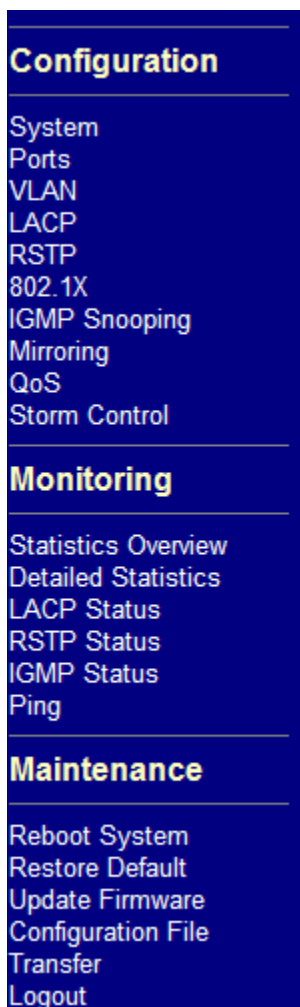 Configuration
System
Ports
VLAN
LACP
RSTP
802.1X
IGMP Snooping
Mirroring
QoS
Storm Control
Monitoring
Statistics Overview
Detailed Statistics
LACP Status
RSTP Status
IGMP Status
Ping
Maintenance
Reboot System
Restore Default
Update Firmware
Configuration File
Transfer
Logout